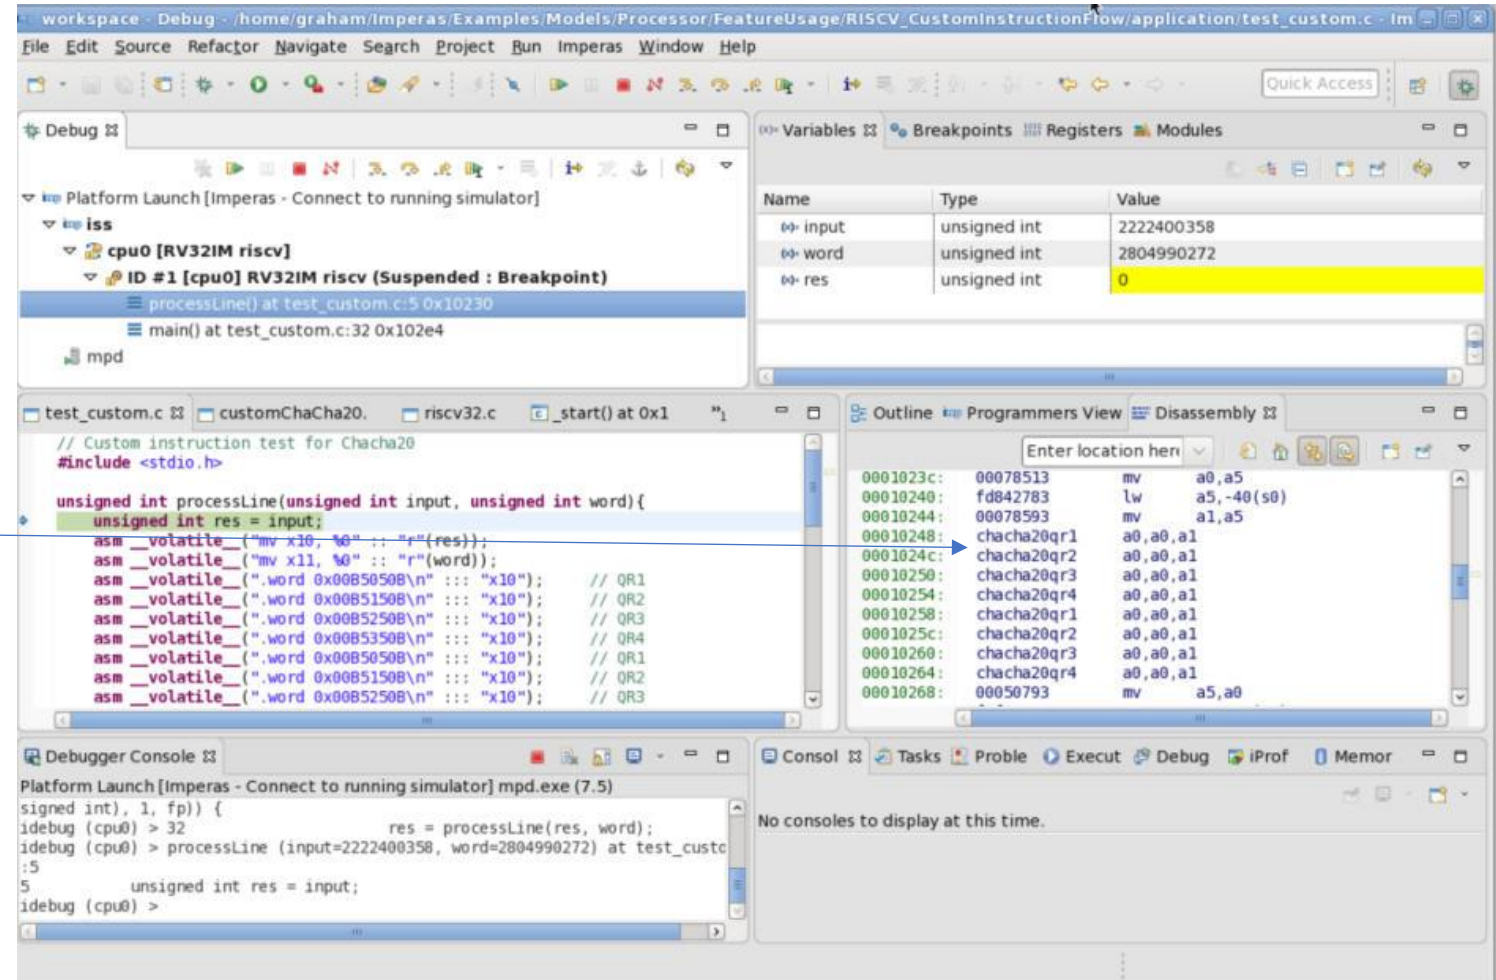 workspace - Debug - /home/graham/Imperas/Examples/Models/Processor/FeatureUsage/RISCV_CustomInstructionFlow/application/test_custom.c - Im
File Edit Source Refactor Navigate Search Project Run Imperas Window Help
Quick Access
Debug
Platform Launch [Imperas - Connect to running simulator]
iss
cpu0 [RV32IM riscv]
ID #1 [cpu0] RV32IM riscv (Suspended : Breakpoint)
processLine() at test_custom.c:5 0x10230
main() at test_custom.c:32 0x102e4
mpd
(x)= Variables Breakpoints Registers Modules
Name Type Value
input unsigned int 2222400358
word unsigned int 2804990272
res unsigned int 0
test_custom.c customChaCha20. riscv32.c _start() at 0x1 "1
// Custom instruction test for Chacha20
#include <stdio.h>
unsigned int processLine(unsigned int input, unsigned int word){
unsigned int res = input;
asm __volatile__("mv x10, %0" :: "r"(res));
asm __volatile__("mv x11, %0" :: "r"(word));
asm __volatile__(".word 0x00B5050B\n" ::: "x10"); // QR1
asm __volatile__(".word 0x00B5150B\n" ::: "x10"); // QR2
asm __volatile__(".word 0x00B5250B\n" ::: "x10"); // QR3
asm __volatile__(".word 0x00B5350B\n" ::: "x10"); // QR4
asm __volatile__(".word 0x00B5050B\n" ::: "x10"); // QR1
asm __volatile__(".word 0x00B5150B\n" ::: "x10"); // QR2
asm __volatile__(".word 0x00B5250B\n" ::: "x10"); // QR3
Outline Programmers View Disassembly
Enter location here
0001023c: 00078513 mv a0,a5
00010240: fd842783 lw a5,-40(s0)
00010244: 00078593 mv a1,a5
00010248: chacha20qr1 a0,a0,a1
0001024c: chacha20qr2 a0,a0,a1
00010250: chacha20qr3 a0,a0,a1
00010254: chacha20qr4 a0,a0,a1
00010258: chacha20qr1 a0,a0,a1
0001025c: chacha20qr2 a0,a0,a1
00010260: chacha20qr3 a0,a0,a1
00010264: chacha20qr4 a0,a0,a1
00010268: 00050793 mv a5,a0
Debugger Console
Platform Launch [Imperas - Connect to running simulator] mpd.exe (7.5)
signed int), 1, fp)) {
idebug (cpu0) > 32 res = processLine(res, word);
idebug (cpu0) > processLine (input=2222400358, word=2804990272) at test_custo
:5
5 unsigned int res = input;
idebug (cpu0) >
Consol Tasks Proble Execut Debug iProf Memor
No consoles to display at this time.